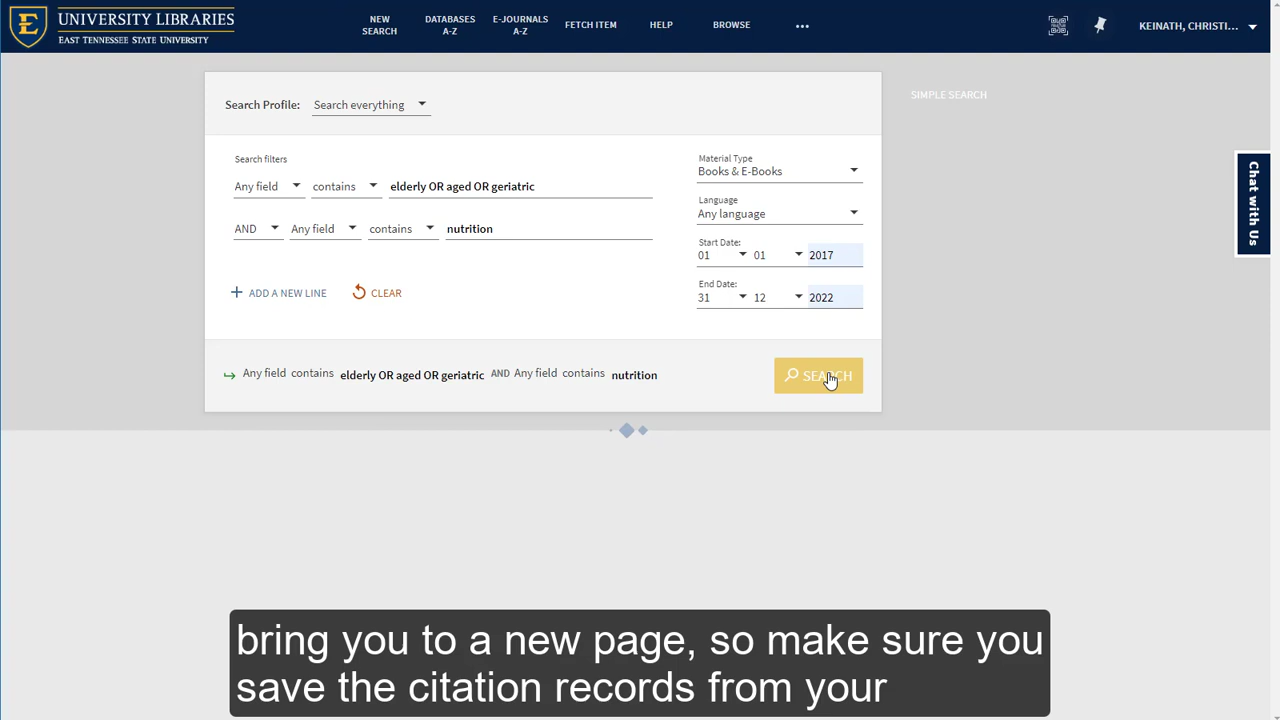 UNIVERSITY LIBRARIES
EAST TENNESSEE STATE UNIVERSITY
NEW SEARCH
DATABASES A-Z
E-JOURNALS A-Z
FETCH ITEM
HELP
BROWSE
•••
KEINATH, CHRISTI...
SIMPLE SEARCH
Search Profile: Search everything
Search filters
Any field contains elderly OR aged OR geriatric
AND Any field contains nutrition
+ ADD A NEW LINE CLEAR
Material Type
Books & E-Books
Language
Any language
Start Date:
01 01 2017
End Date:
31 12 2022
Any field contains elderly OR aged OR geriatric AND Any field contains nutrition
SEARCH
Chat with Us
bring you to a new page, so make sure you
save the citation records from your